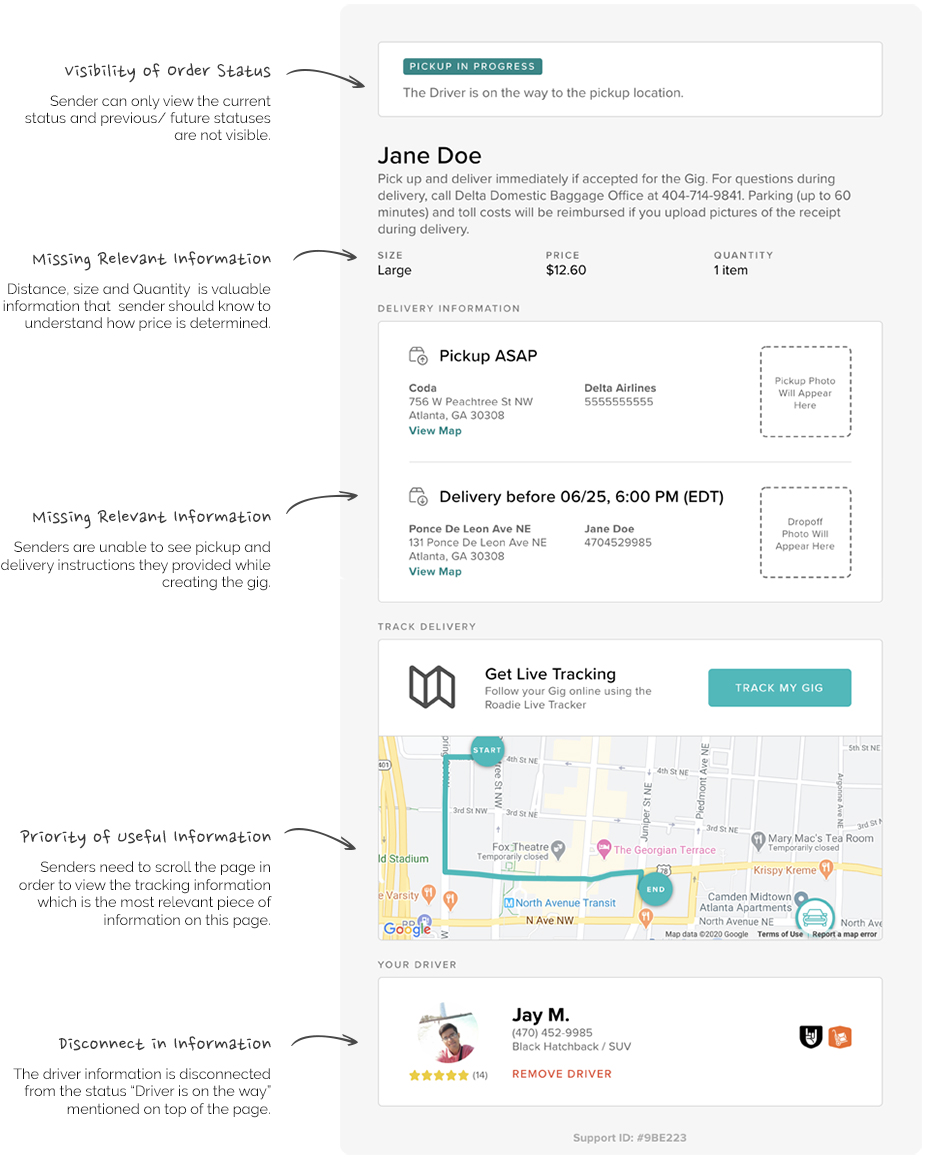 Visibility of Order Status
Sender can only view the current
status and previous/ future statuses
are not visible.
PICKUP IN PROGRESS
The Driver is on the way to the pickup location.
Jane Doe
Pick up and deliver immediately if accepted for the Gig. For questions during
delivery, call Delta Domestic Baggage Office at 404-714-9841. Parking (up to 60
minutes) and toll costs will be reimbursed if you upload pictures of the receipt
during delivery.
Missing Relevant Information
Distance, size and Quantity is valuable
information that sender should know to
understand how price is determined.
SIZE PRICE QUANTITY
Large $12.60 1 item
DELIVERY INFORMATION
Pickup ASAP
Coda
756 W Peachtree St NW
Atlanta, GA 30308
View Map
Delta Airlines
5555555555
Pickup Photo
Will Appear
Here
Missing Relevant Information
Senders are unable to see pickup and
delivery instructions they provided while
creating the gig.
Delivery before 06/25, 6:00 PM (EDT)
Ponce De Leon Ave NE
131 Ponce De Leon Ave NE
Atlanta, GA 30308
View Map
Jane Doe
4704529985
Dropoff
Photo Will
Appear Here
TRACK DELIVERY
Get Live Tracking
Follow your Gig online using the
Roadie Live Tracker
TRACK MY GIG
Priority of Useful Information
Senders need to scroll the page in
order to view the tracking information
which is the most relevant piece of
information on this page.
START
4th St NE
5th St NE
401
4th St NE
tree St NW
Juniper St NE
Piedmont Ave NE
Argonne Ave NE
3rd St NW
3rd St NE
3rd St NE
Fox Theatre
Temporarily closed
The Georgian Terrace
Mary Mac's Tea Room
Temporarily closed
78
ld Stadium
Krispy Kreme
END
e Varsity
M North Avenue Transit
Camden Midtown
Atlanta Apartments
N Ave NW
North Avenue NE
North Ave
Google
Map data ©2020 Google Terms of Use Report a map error
YOUR DRIVER
Disconnect in Information
The driver information is disconnected
from the status “Driver is on the way”
mentioned on top of the page.
Jay M.
(470) 452-9985
Black Hatchback / SUV
(14)
REMOVE DRIVER
Support ID: #9BE223